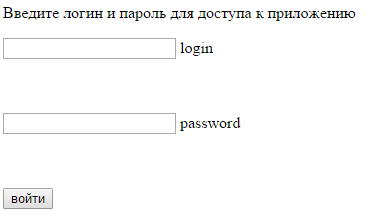 Введите логин и пароль для доступа к приложению
login
password
войти